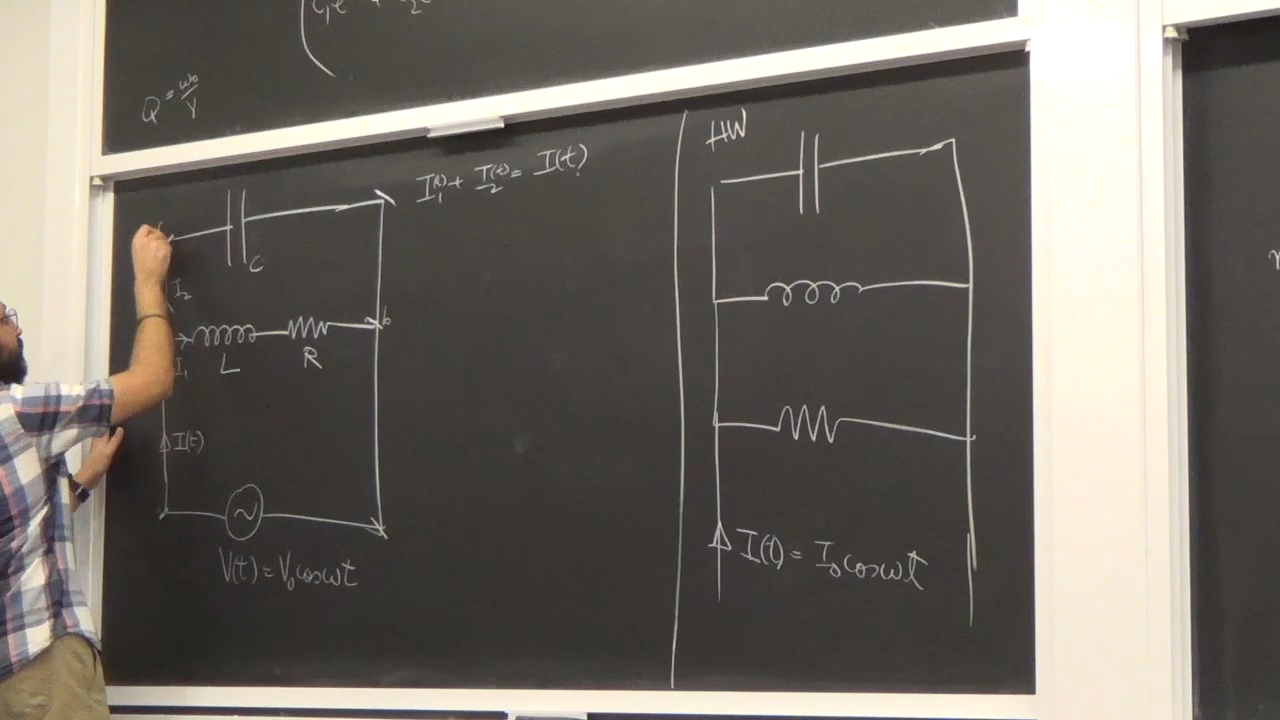 Q = ω₀/γ
I₁(t) + I₂(t) = I(t)?
C
I₂
b
I₁
L
R
I(t)
V(t) = V₀ cos ωt
HW
I(t) = I₀ cos ωt